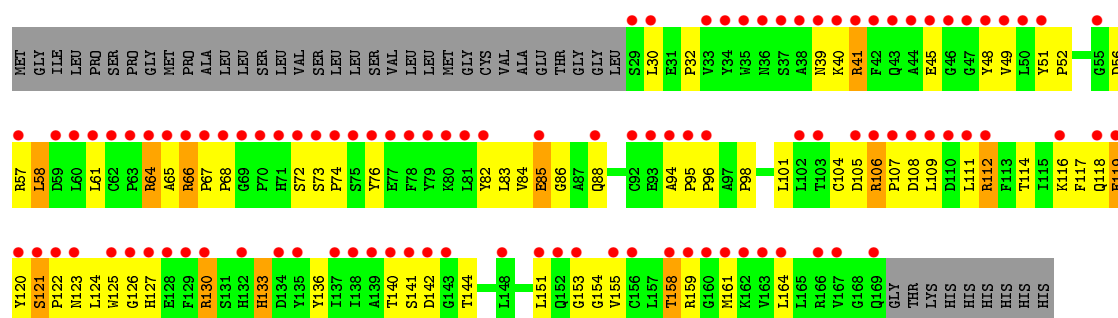 MET GLY ILE LEU PRO SER PRO GLY MET PRO ALA LEU LEU SER LEU VAL SER LEU LEU SER VAL LEU LEU MET GLY CYS VAL ALA GLU THR GLY GLY LEU S29 L30 E31 P32 V33 Y34 W35 N36 S37 A38 N39 K40 R41 F42 Q43 A44 E45 G46 G47 Y48 V49 L50 Y51 P52 G55 D56
R57 L58 D59 L60 L61 C62 P63 R64 A65 R66 P67 P68 G69 P70 H71 S72 S73 P74 S75 Y76 E77 F78 Y79 K80 L81 Y82 L83 V84 E85 G86 A87 Q88 C92 E93 A94 P95 P96 A97 P98 L101 L102 T103 C104 D105 R106 P107 D108 L109 D110 L111 R112 F113 T114 I115 K116 F117 Q118 E119
Y120 S121 P122 N123 L124 W125 G126 H127 E128 F129 R130 S131 H132 H133 D134 Y135 Y136 I137 I138 A139 T140 S141 D142 G143 T144 L148 L151 Q152 G153 G154 V155 C156 L157 T158 R159 G160 M161 K162 V163 L164 L165 R166 V167 G168 Q169 GLY THR LYS HIS HIS HIS HIS HIS HIS